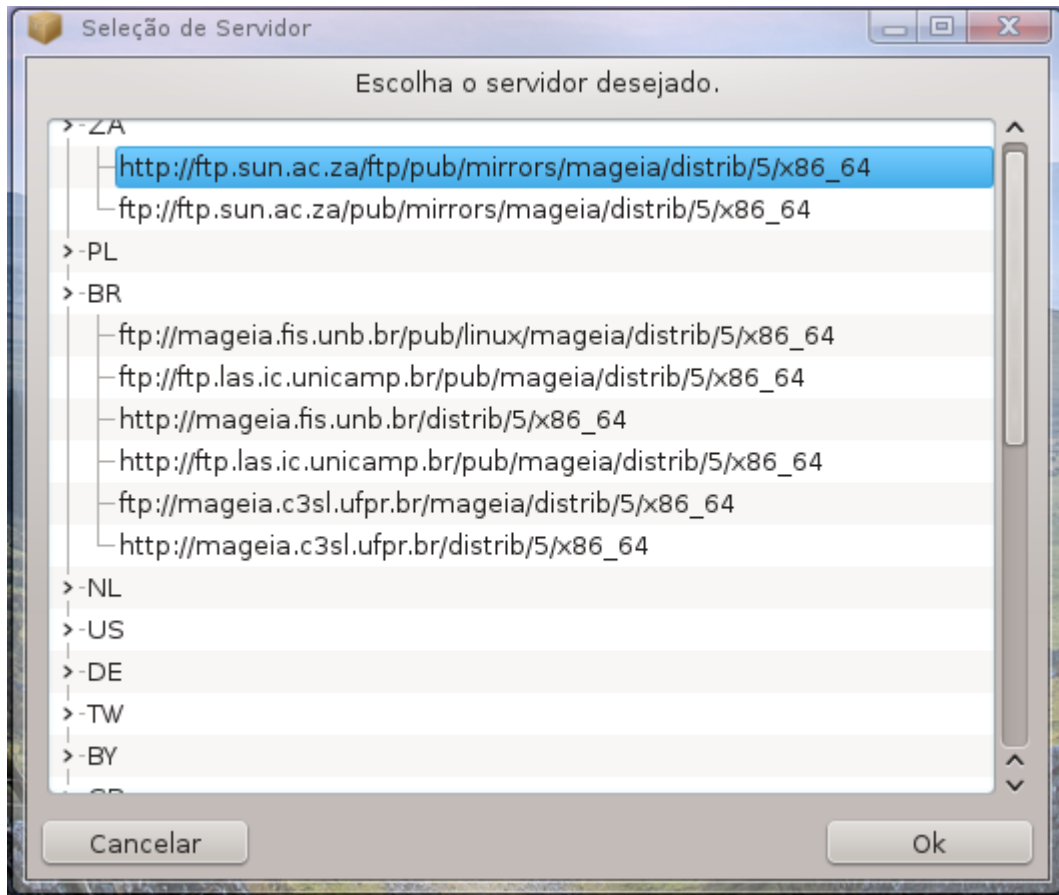 Seleção de Servidor
Escolha o servidor desejado.
ZA
http://ftp.sun.ac.za/ftp/pub/mirrors/mageia/distrib/5/x86_64
ftp://ftp.sun.ac.za/pub/mirrors/mageia/distrib/5/x86_64
PL
BR
ftp://mageia.fis.unb.br/pub/linux/mageia/distrib/5/x86_64
ftp://ftp.las.ic.unicamp.br/pub/mageia/distrib/5/x86_64
http://mageia.fis.unb.br/distrib/5/x86_64
http://ftp.las.ic.unicamp.br/pub/mageia/distrib/5/x86_64
ftp://mageia.c3sl.ufpr.br/mageia/distrib/5/x86_64
http://mageia.c3sl.ufpr.br/distrib/5/x86_64
NL
US
DE
TW
BY
Cancelar
Ok